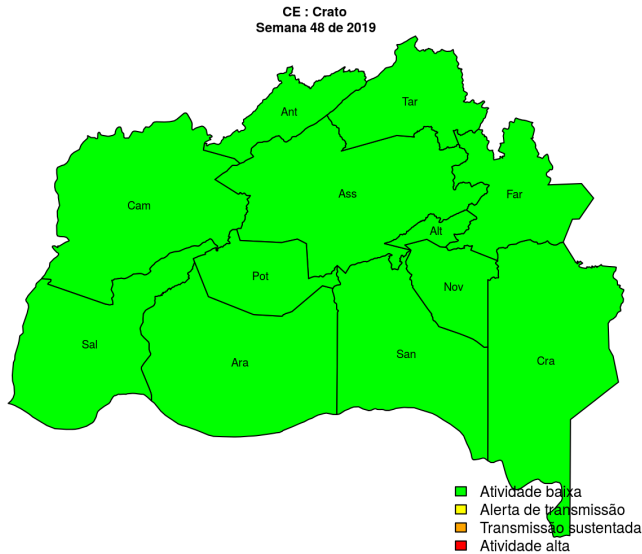 CE : Crato
Semana 48 de 2019
Tar
Ant
Ass
Far
Cam
Alt
Pot
Nov
Sal
San
Cra
Ara
Atividade baixa
Alerta de transmissão
Transmissão sustentada
Atividade alta